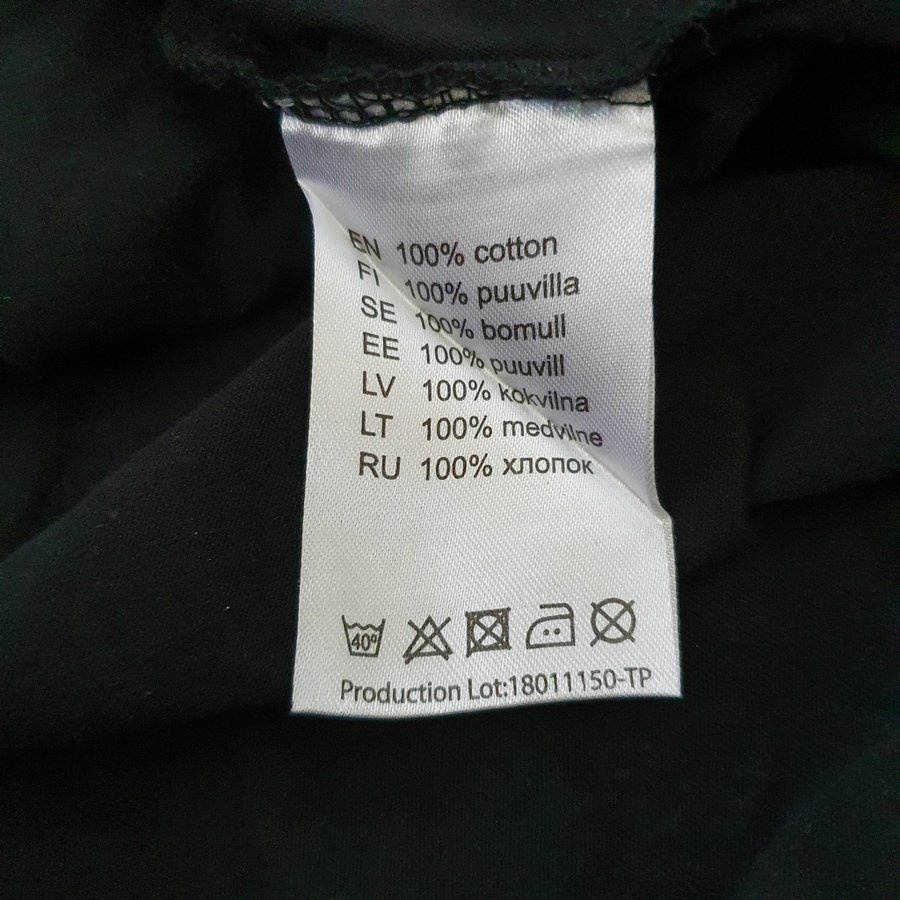 EN 100% cotton
FI 100% puuvilla
SE 100% bomull
EE 100% puuvill
LV 100% kokvilna
LT 100% medvilne
RU 100% хлопок
40°
Production Lot:18011150-TP